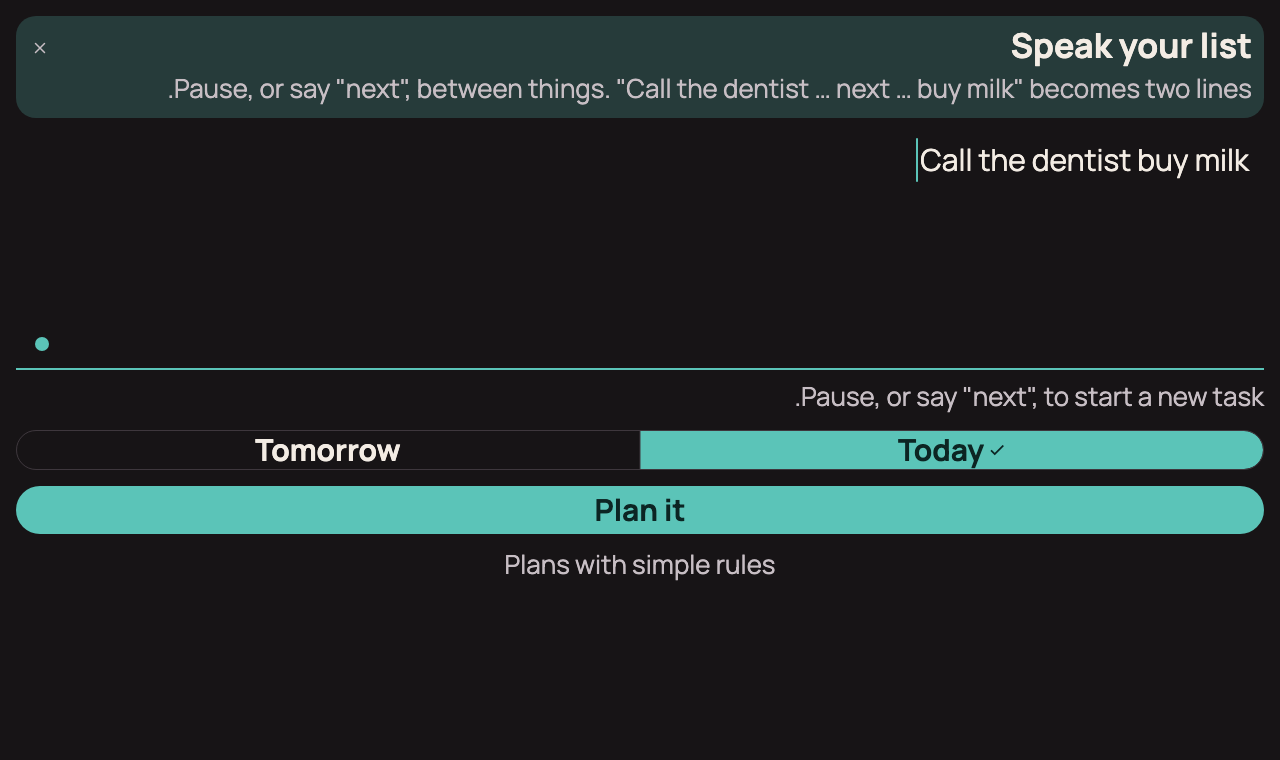 Speak your list
Pause, or say "next", between things. "Call the dentist ... next ... buy milk" becomes two lines.
Call the dentist buy milk
Pause, or say "next", to start a new task.
Today
Tomorrow
Plan it
Plans with simple rules